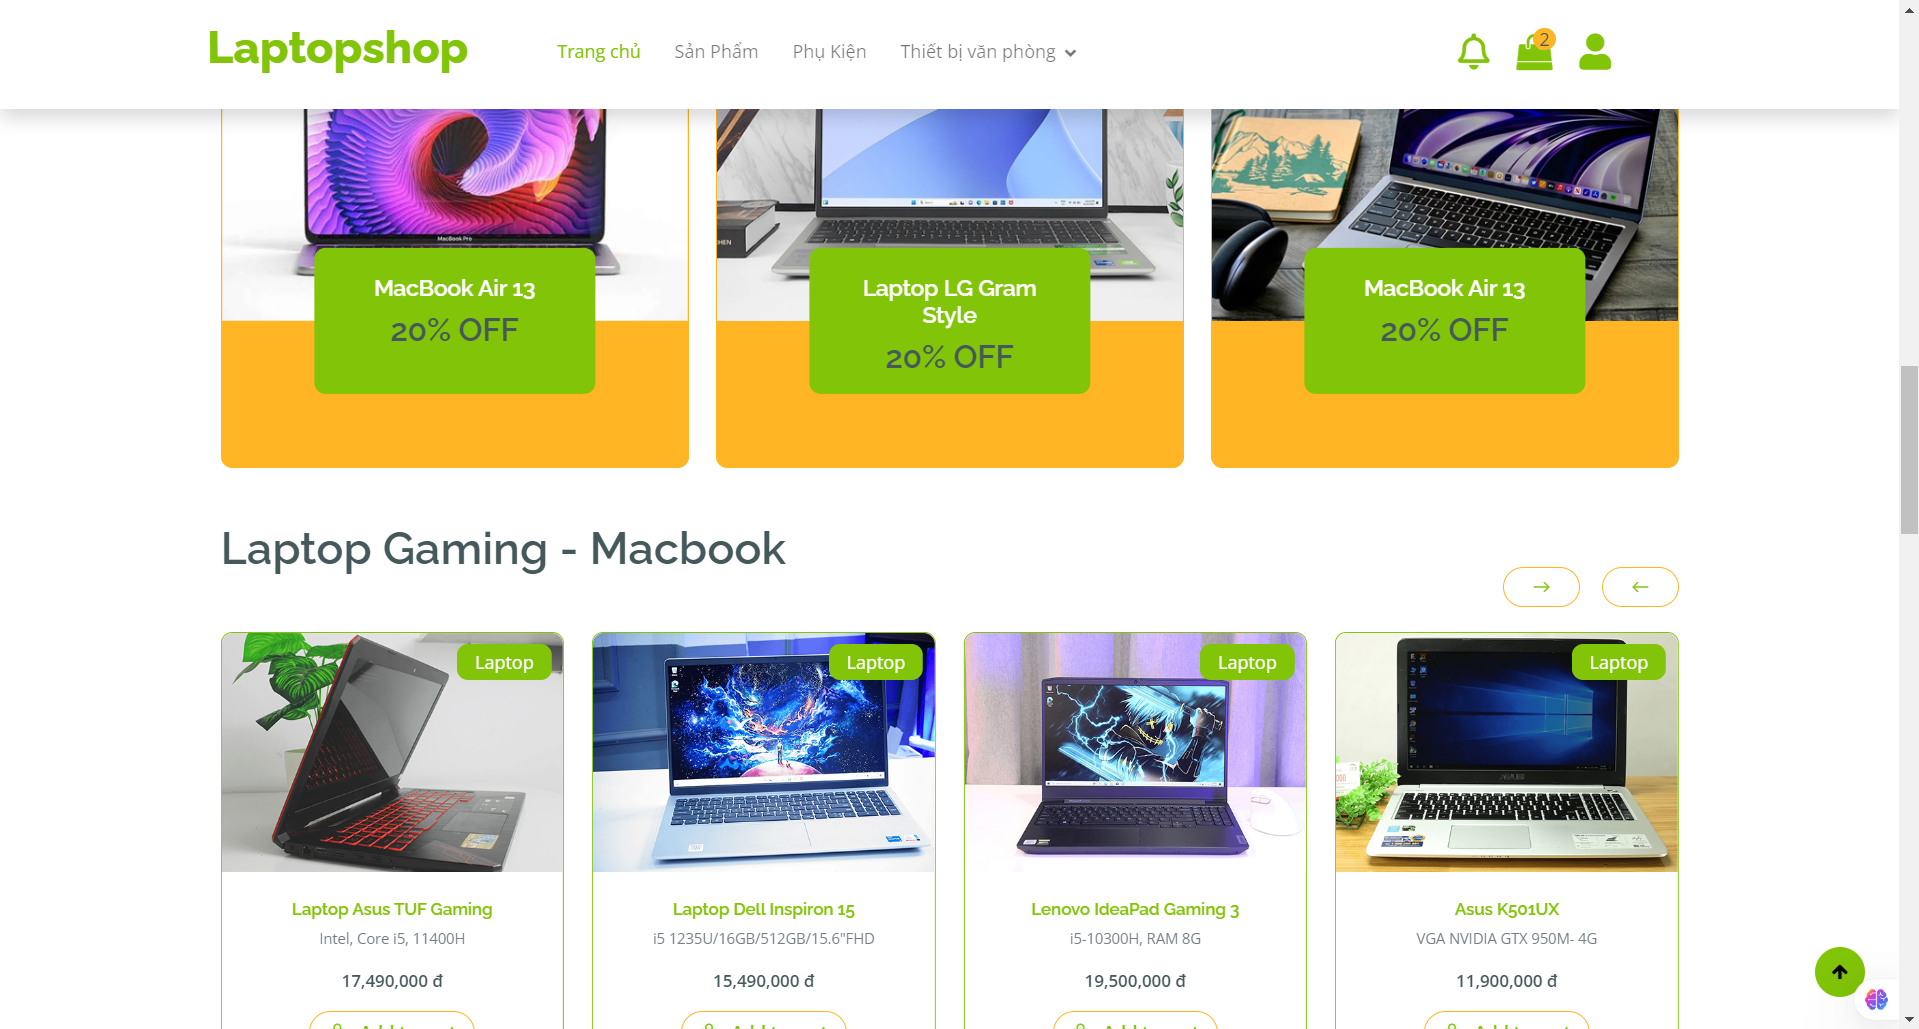 Laptopshop
Trang chủ
Sản Phẩm
Phụ Kiện
Thiết bị văn phòng
2
MacBook Pro
MacBook Air 13
20% OFF
Laptop LG Gram
Style
20% OFF
MacBook Air 13
20% OFF
Laptop Gaming - Macbook
Laptop
Laptop
Laptop
Laptop
ASUS
Laptop Asus TUF Gaming
Intel, Core i5, 11400H
17,490,000 đ
Laptop Dell Inspiron 15
i5 1235U/16GB/512GB/15.6"FHD
15,490,000 đ
Lenovo IdeaPad Gaming 3
i5-10300H, RAM 8G
19,500,000 đ
Asus K501UX
VGA NVIDIA GTX 950M- 4G
11,900,000 đ